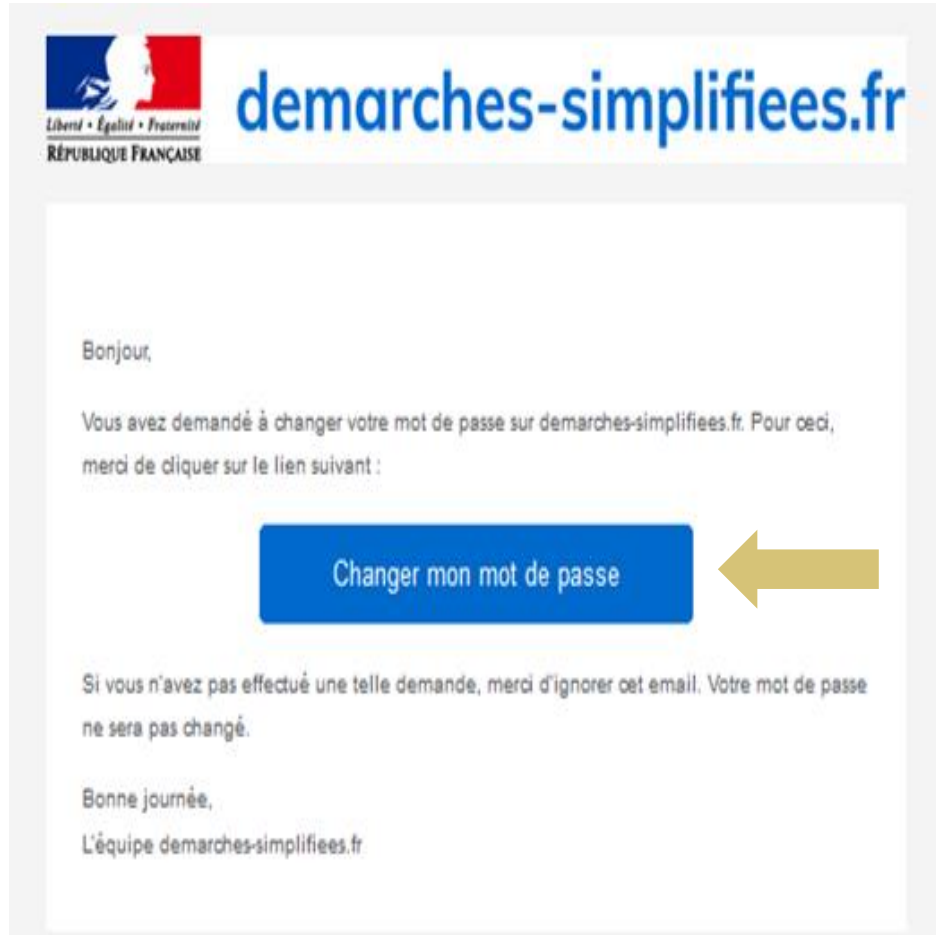 demarches-simplifiees.fr
Liberté • Égalité • Fraternité
RÉPUBLIQUE FRANÇAISE
Bonjour,
Vous avez demandé à changer votre mot de passe sur demarches-simplifiees.fr. Pour ceci,
merci de cliquer sur le lien suivant :
Changer mon mot de passe
Si vous n'avez pas effectué une telle demande, merci d'ignorer cet email. Votre mot de passe
ne sera pas changé.
Bonne journée,
L'équipe demarches-simplifiees.fr